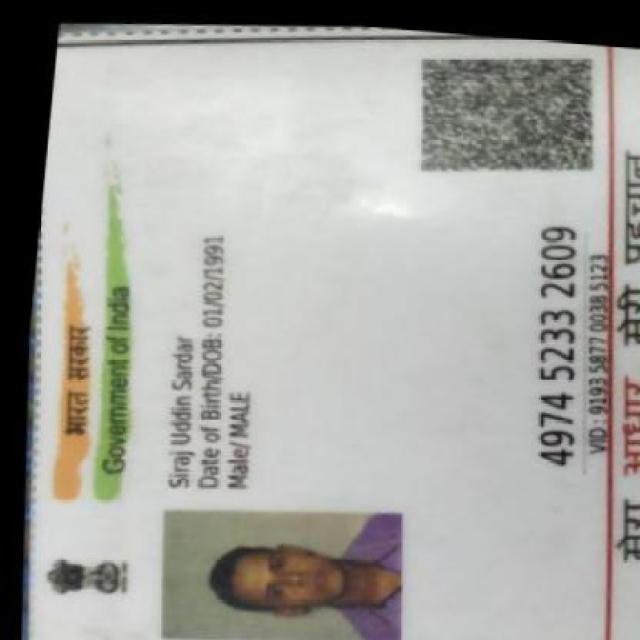 भारत सरकार
Government of India
Siraj Uddin Sardar
Date of Birth/DOB: 01/02/1991
Male/ MALE
4974 5233 2609
VID: 9193 5877 0038 5123
मेरा आधार, मेरी पहचान